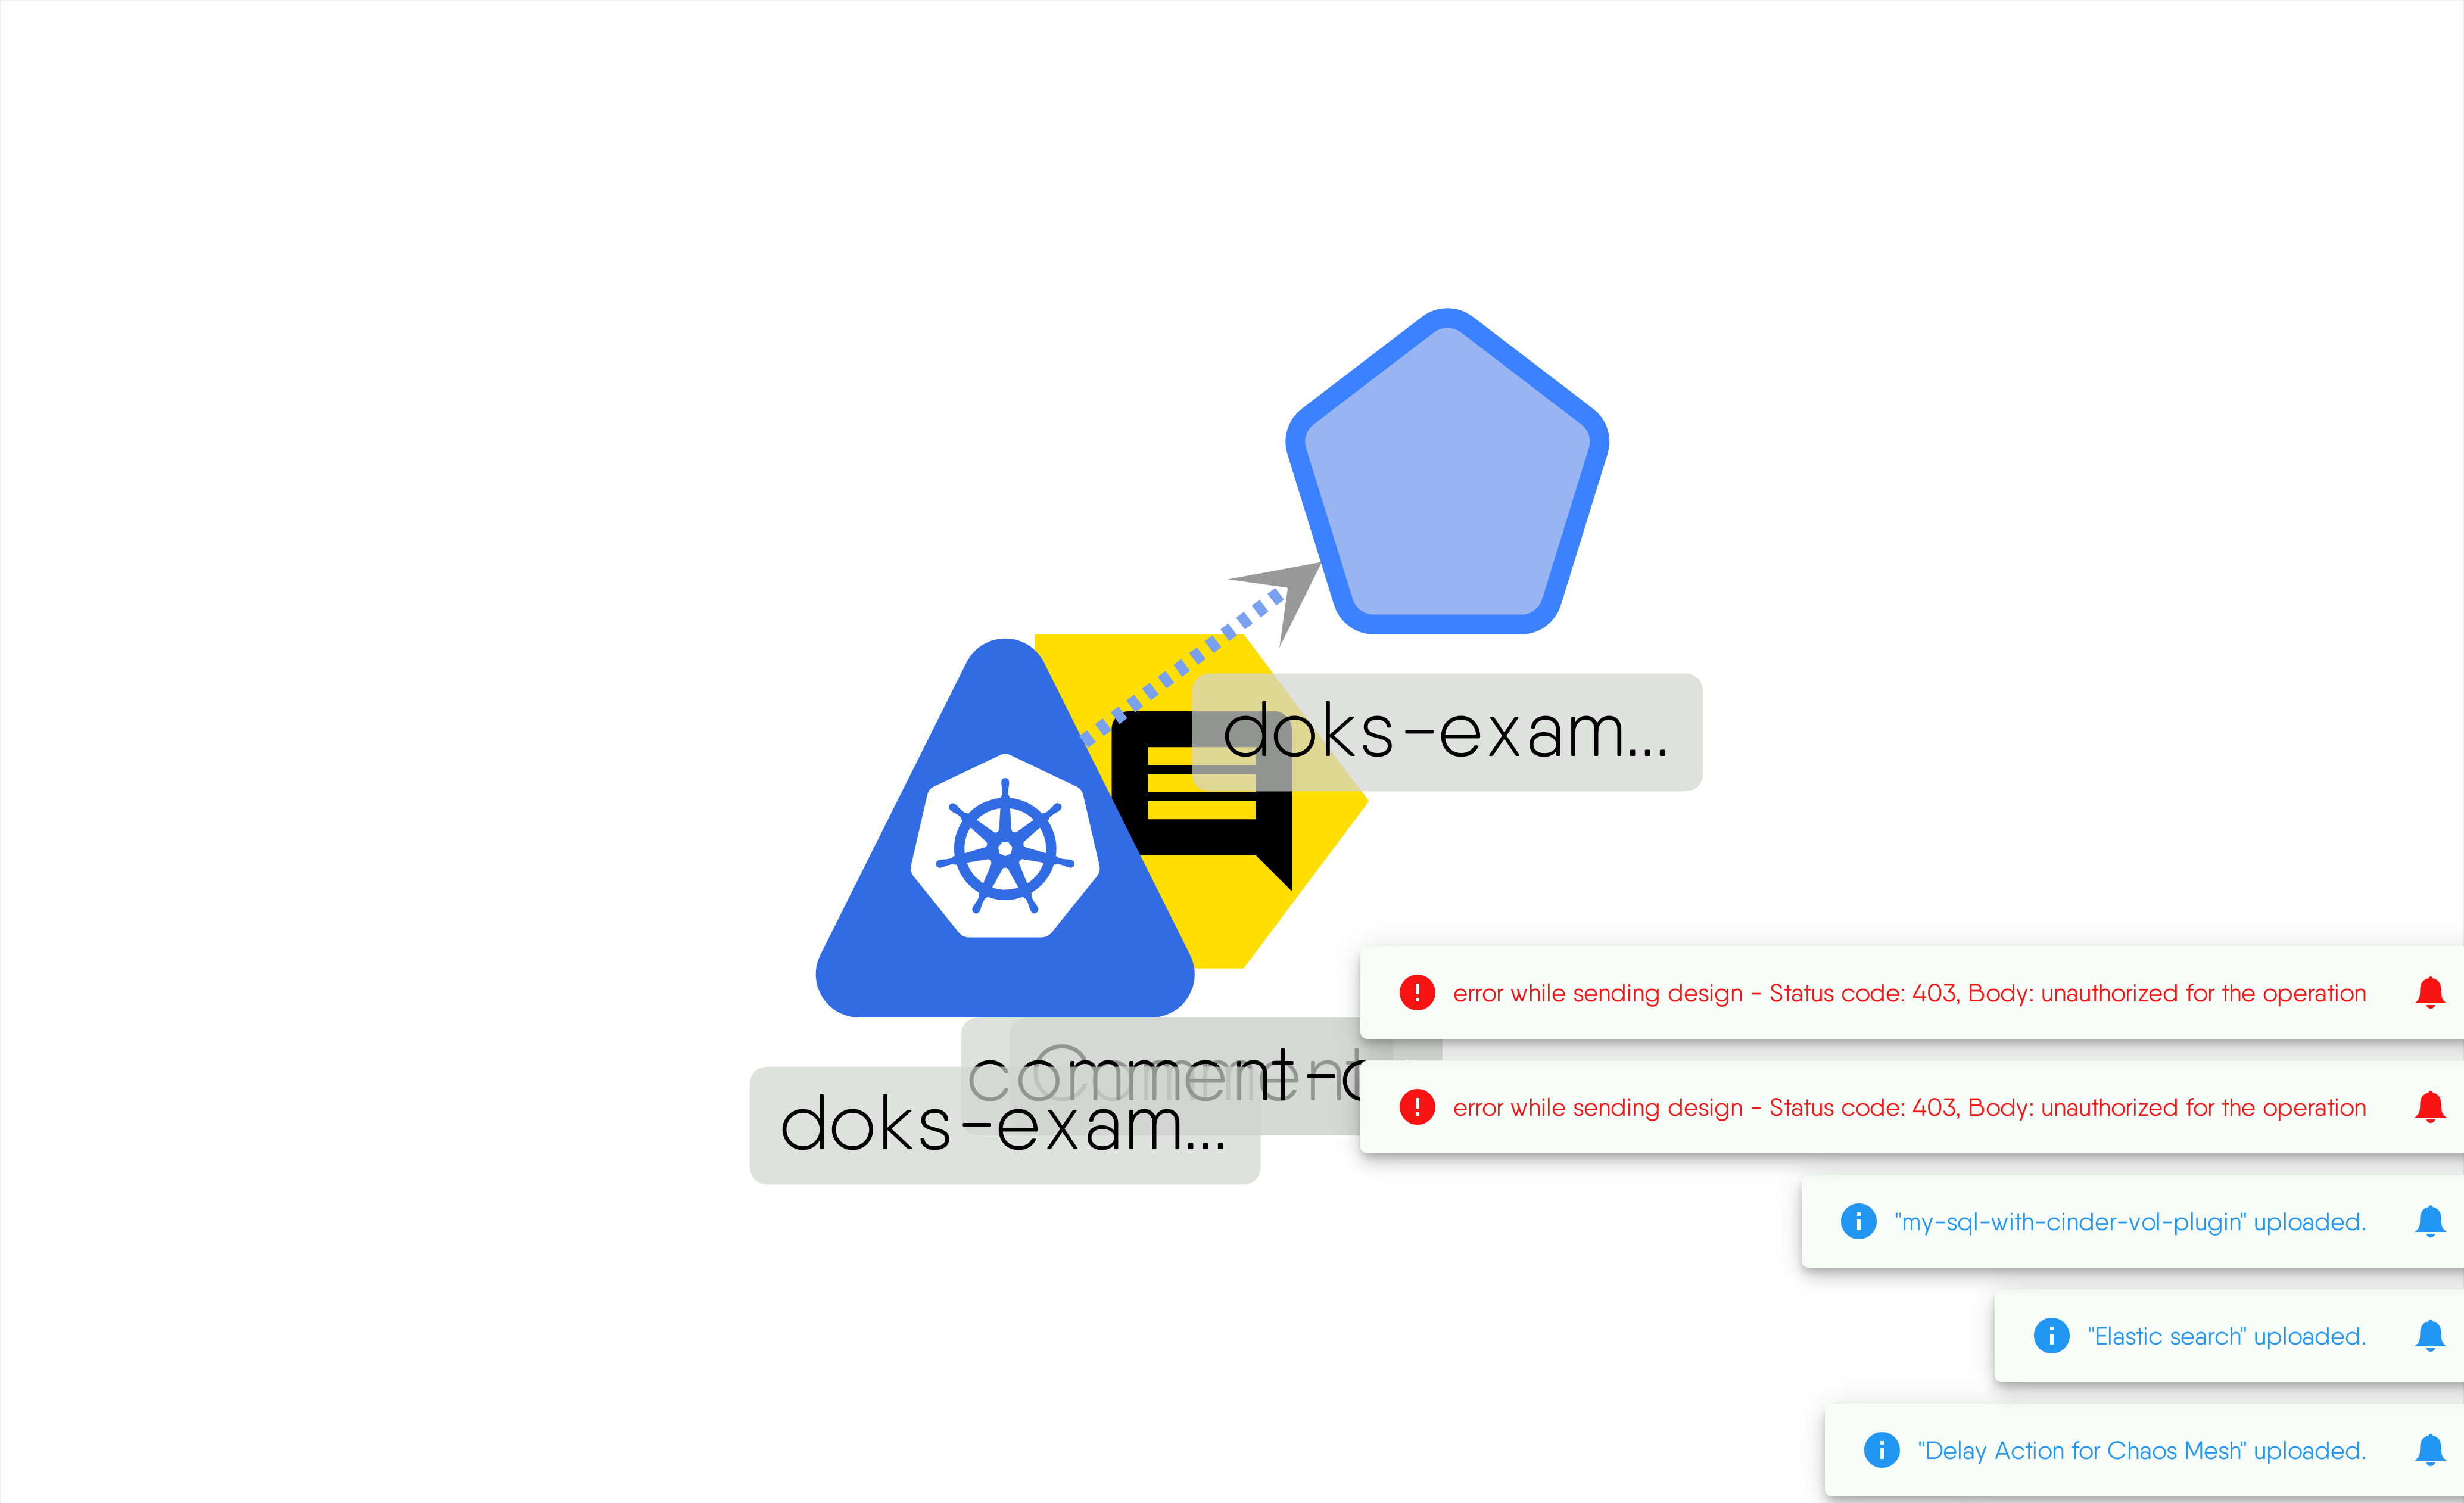 doks-exam...
error while sending design - Status code: 403, Body: unauthorized for the operation
doks-exam...
error while sending design - Status code: 403, Body: unauthorized for the operation
"my-sql-with-cinder-vol-plugin" uploaded.
"Elastic search" uploaded.
"Delay Action for Chaos Mesh" uploaded.